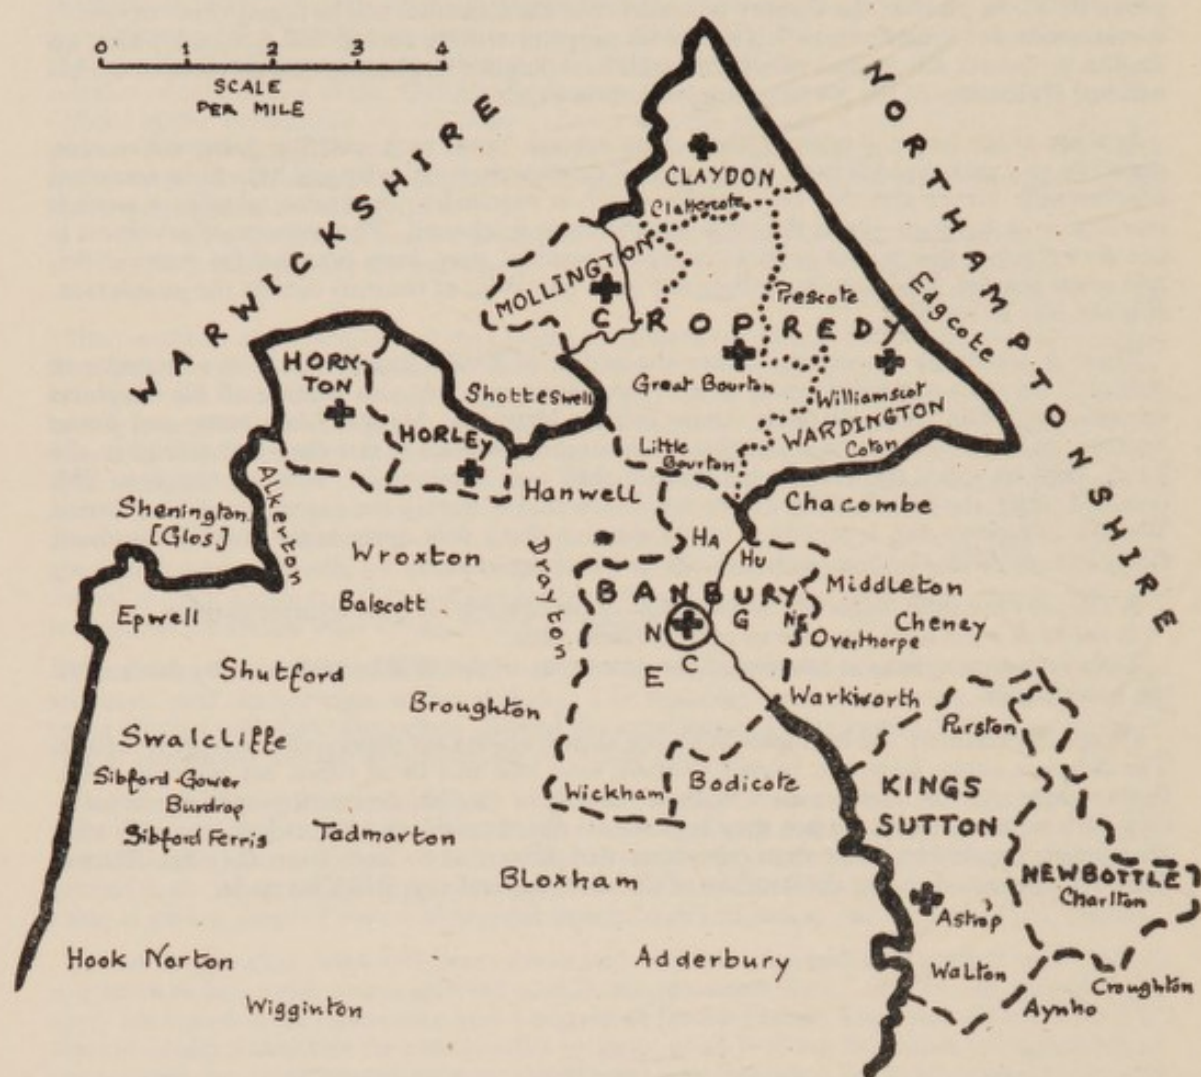 0 1 2 3 4
SCALE
PER MILE
WARWICKSHIRE
NORTHAMPTONSHIRE
CLAYDON
Clattercote
MOLLINGTON
Prescote
Edgcote
CROPREDY
HORN
TON
Shotteswell
Great Bourton
Williamscot
WARDINGTON
Coton
HORLEY
Little
Bourton
Hanwell
Chacombe
Alkerton
Shenington
[Glos]
Wroxton
Drayton
HA
HU
Middleton
Cheney
Balscott
BANBURY
Epwell
N
G
NE
Overthorpe
C
E
Shutford
Broughton
Warkworth
Purston
Swalcliffe
Sibford Gower
Burdrop
Sibford Ferris
Wickham
Bodicote
KINGS
SUTTON
Tadmarton
Bloxham
NEWBOTTLE
Charlton
Astrop
Hook Norton
Adderbury
Walton
Croughton
Wigginton
Aynho